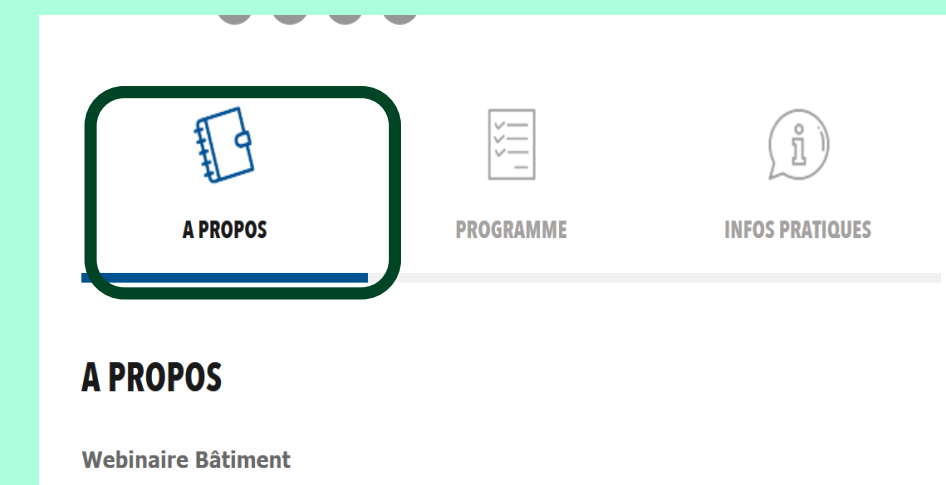 A PROPOS
PROGRAMME
INFOS PRATIQUES
A PROPOS
Webinaire Bâtiment